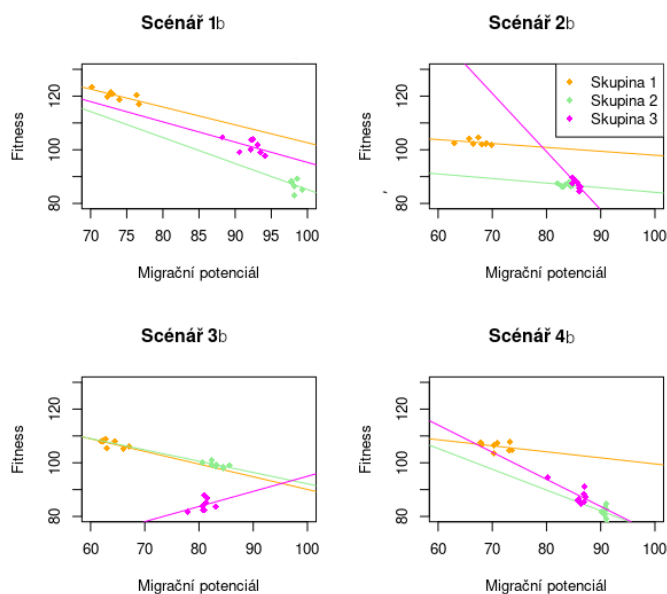 Scénář 1b
Fitness
80
100
120
70 75 80 85 90 95 100
Migrační potenciál
Scénář 2b
Fitness
80
100
120
Skupina 1
Skupina 2
Skupina 3
60 70 80 90 100
Migrační potenciál
Scénář 3b
Fitness
80
100
120
60 70 80 90 100
Migrační potenciál
Scénář 4b
Fitness
80
100
120
60 70 80 90 100
Migrační potenciál